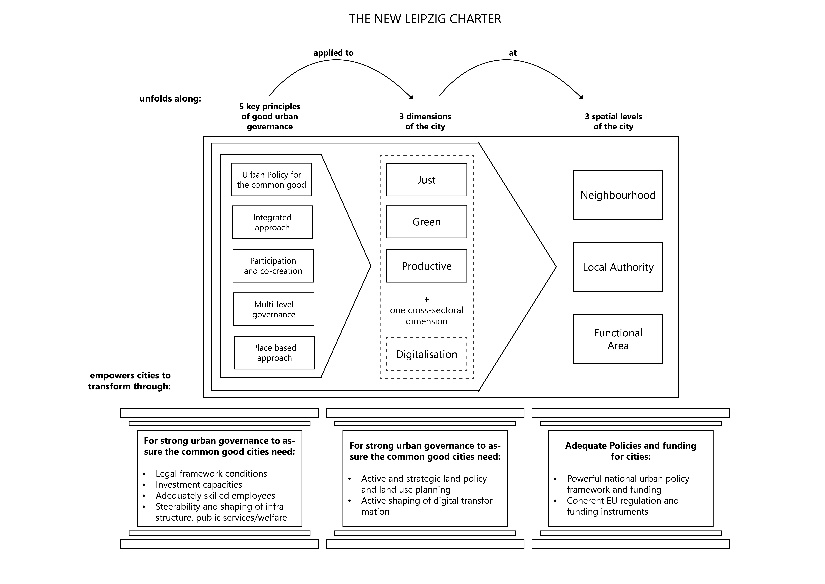 THE NEW LEIPZIG CHARTER
applied to
at
unfolds along:
5 key principles
of good urban
governance
3 dimensions
of the city
3 spatial levels
of the city
Urban Policy for
the common good
Integrated
approach
Participation
and co-creation
Multi-level
governance
Place based
approach
Just
Green
Productive
+
one cross-sectoral
dimension
Digitalisation
Neighbourhood
Local Authority
Functional
Area
empowers cities to
transform through:
For strong urban governance to as-
sure the common good cities need:
• Legal framework conditions
• Investment capacities
• Adequately skilled employees
• Steerability and shaping of infra
structure, public services/welfare
For strong urban governance to as-
sure the common good cities need:
• Active and strategic land policy
and land use planning
• Active shaping of digital transfor
mation
Adequate Policies and funding
for cities:
• Powerful national urban policy
framework and funding
• Coherent EU regulation and
funding instruments